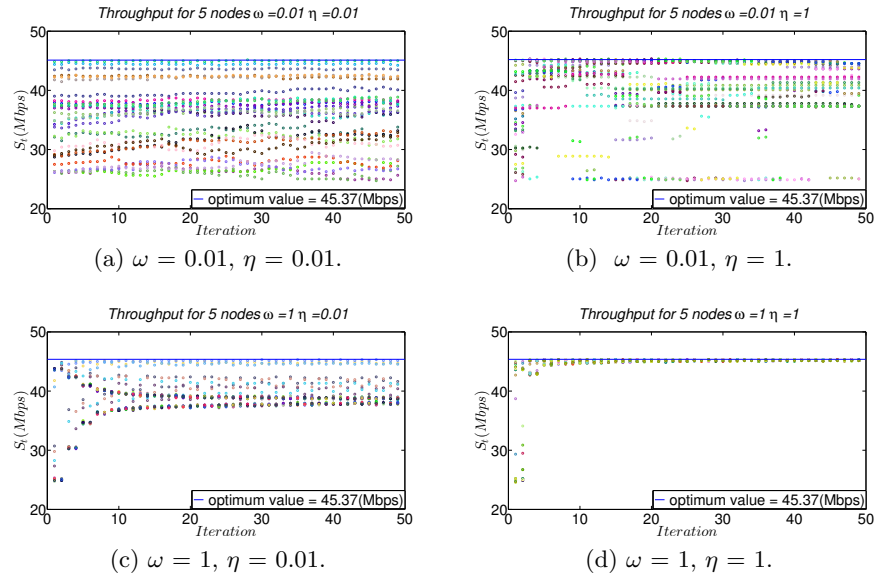 Throughput for 5 nodes ω =0.01 η =0.01
50
40
30
20
S_t(Mbps)
optimum value = 45.37(Mbps)
0 10 20 30 40 50
Iteration
(a) ω = 0.01, η = 0.01.
Throughput for 5 nodes ω =0.01 η =1
50
40
30
20
S_t(Mbps)
optimum value = 45.37(Mbps)
0 10 20 30 40 50
Iteration
(b) ω = 0.01, η = 1.
Throughput for 5 nodes ω =1 η =0.01
50
40
30
20
S_t(Mbps)
optimum value = 45.37(Mbps)
0 10 20 30 40 50
Iteration
(c) ω = 1, η = 0.01.
Throughput for 5 nodes ω =1 η =1
50
40
30
20
S_t(Mbps)
optimum value = 45.37(Mbps)
0 10 20 30 40 50
Iteration
(d) ω = 1, η = 1.